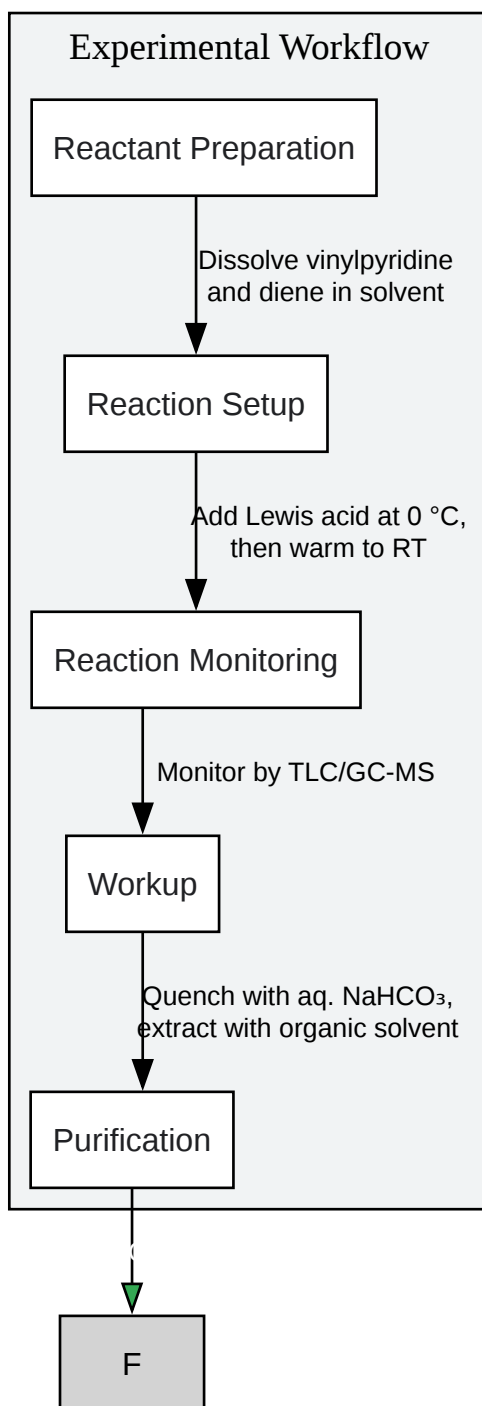 Experimental Workflow
Reactant Preparation
Dissolve vinylpyridine
and diene in solvent
Reaction Setup
Add Lewis acid at 0 °C,
then warm to RT
Reaction Monitoring
Monitor by TLC/GC-MS
Workup
Quench with aq. NaHCO₃,
extract with organic solvent
Purification
F